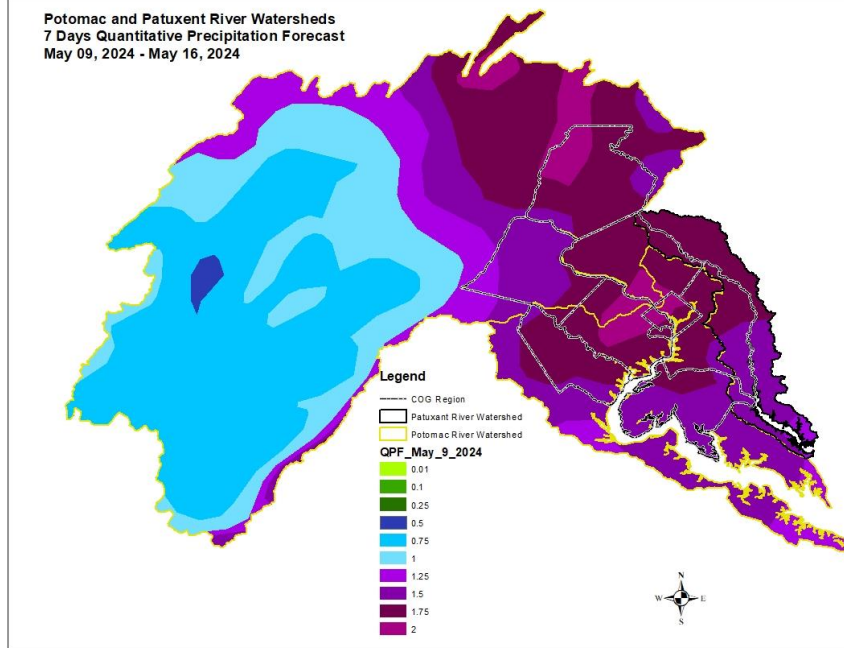 Potomac and Patuxent River Watersheds
7 Days Quantitative Precipitation Forecast
May 09, 2024 - May 16, 2024
Legend
COG Region
Patuxant River Watershed
Potomac River Watershed
QPF_May_9_2024
0.01
0.1
0.25
0.5
0.75
1
1.25
1.5
1.75
2
N
W E
S